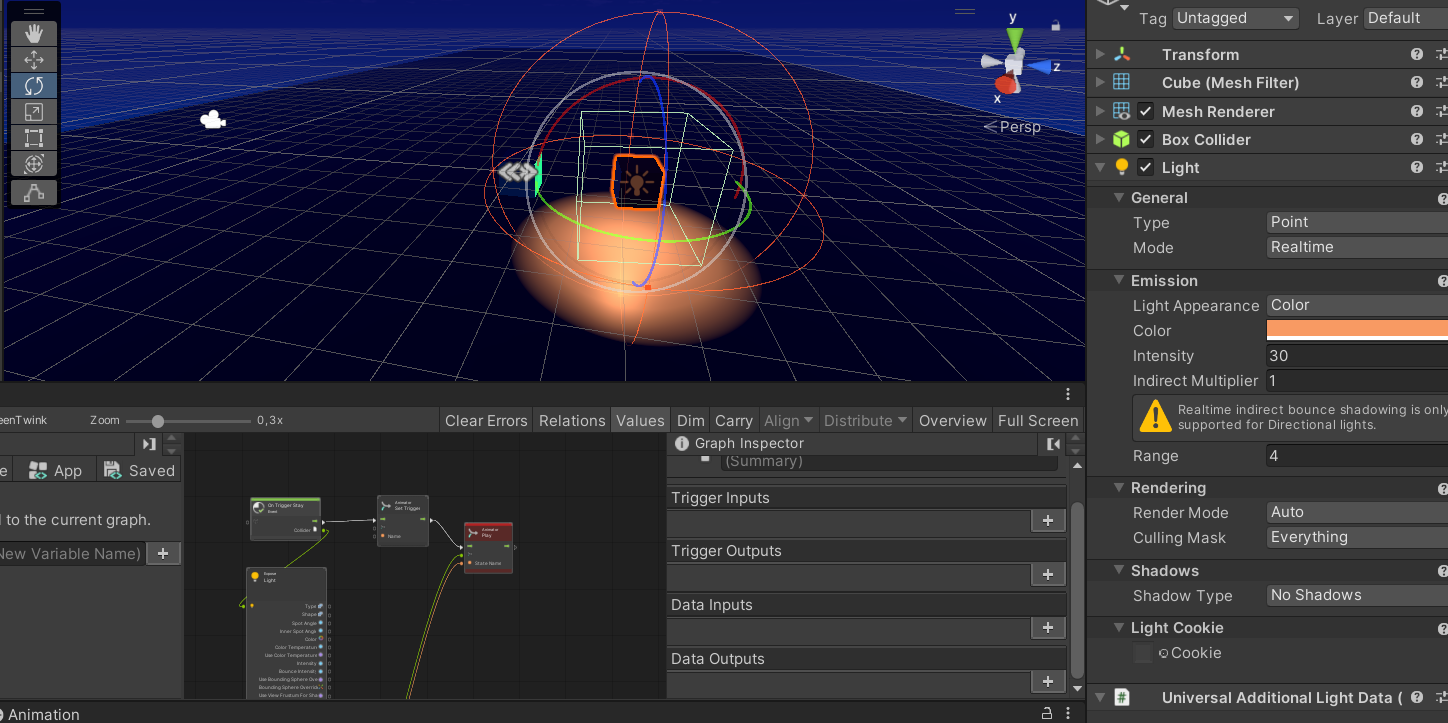 y
z
x
Persp
eenTwink
Zoom
0,3x
Clear Errors
Relations
Values
Dim
Carry
Align
Distribute
Overview
Full Screen
e
App
Saved
d to the current graph.
New Variable Name)
On Trigger Stay
Event
Collider
Animator
Set Trigger
Name
Animator
Play
State Name
Expose
Light
Type
Shape
Spot Angle
Inner Spot Angl
Color
Color Temperature
Use Color Temperature
Intensity
Bounce Intensity
Use Bounding Sphere Ove
Bounding Sphere Override
Use View Frustum For Sha
Graph Inspector
(Summary)
Trigger Inputs
Trigger Outputs
Data Inputs
Data Outputs
Animation
Tag Untagged Layer Default
Transform
Cube (Mesh Filter)
Mesh Renderer
Box Collider
Light
General
Type Point
Mode Realtime
Emission
Light Appearance Color
Color
Intensity 30
Indirect Multiplier 1
Realtime indirect bounce shadowing is only
supported for Directional lights.
Range 4
Rendering
Render Mode Auto
Culling Mask Everything
Shadows
Shadow Type No Shadows
Light Cookie
Cookie
Universal Additional Light Data (